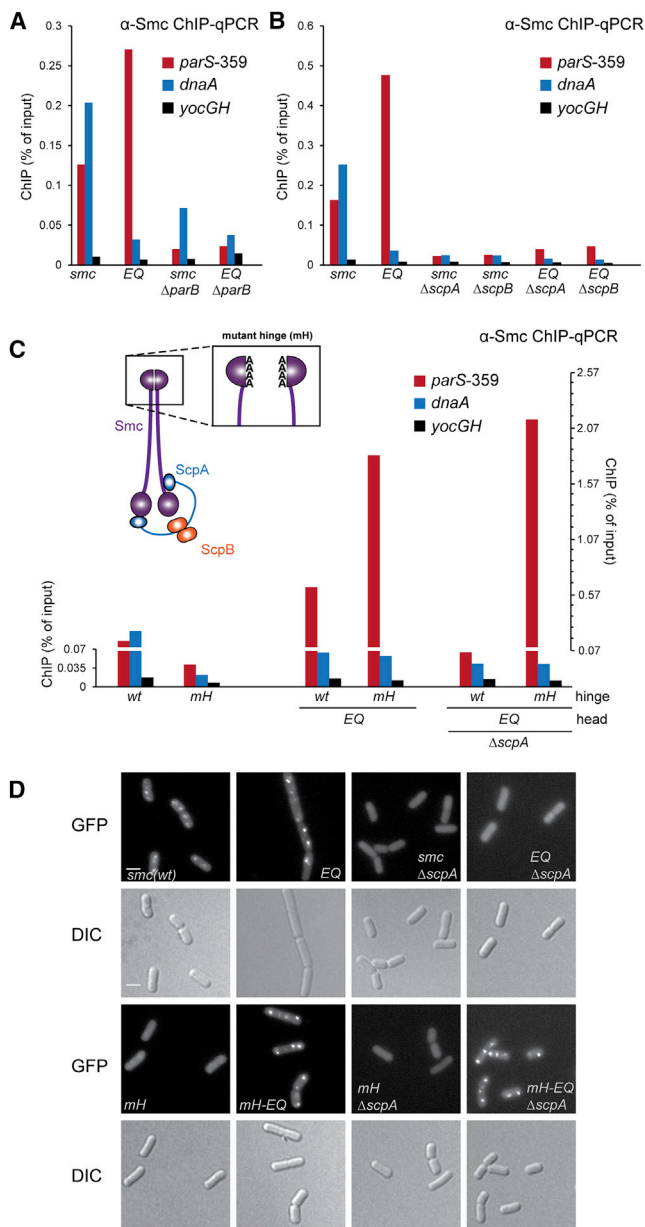 A
α-Smc ChIP-qPCR
parS-359
dnaA
yocGH
ChIP (% of input)
0.3
0.25
0.2
0.15
0.1
0.05
0
smc
EQ
smc ΔparB
EQ ΔparB
B
α-Smc ChIP-qPCR
parS-359
dnaA
yocGH
ChIP (% of input)
0.6
0.5
0.4
0.3
0.2
0.1
0
smc
EQ
smc ΔscpA
smc ΔscpB
EQ ΔscpA
EQ ΔscpB
C
α-Smc ChIP-qPCR
mutant hinge (mH)
A A
A A
A A
A A
Smc
ScpA
ScpB
parS-359
dnaA
yocGH
ChIP (% of input)
2.57
2.07
1.57
1.07
0.57
0.07
ChIP (% of input)
0.07
0.035
0
wt mH wt mH wt mH hinge
EQ EQ head
ΔscpA
D
GFP
smc(wt)
EQ
smc ΔscpA
EQ ΔscpA
DIC
GFP
mH
mH-EQ
mH ΔscpA
mH-EQ ΔscpA
DIC